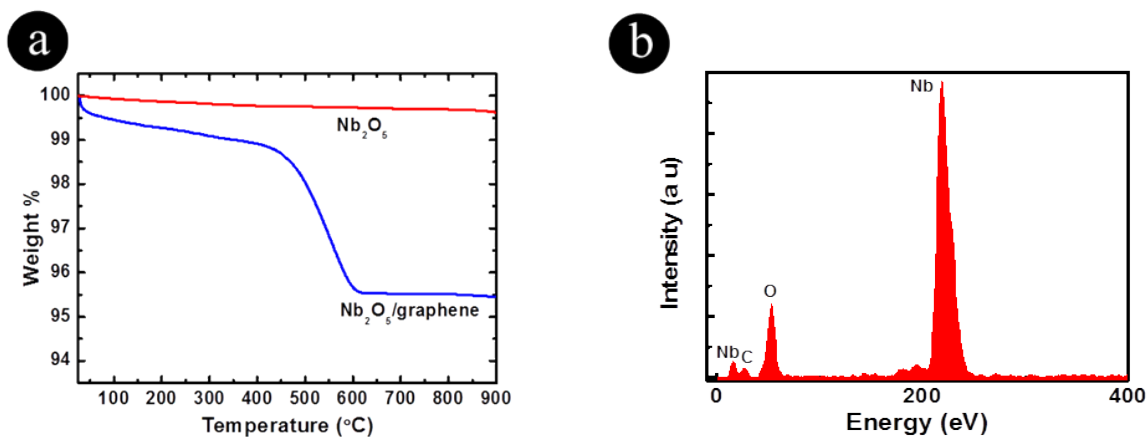 a
100
99
98
97
96
95
94
Weight %
Nb₂O₅
Nb₂O₅/graphene
100 200 300 400 500 600 700 800 900
Temperature (°C)
b
Nb
O
Nb
C
Intensity (a u)
0 200 400
Energy (eV)